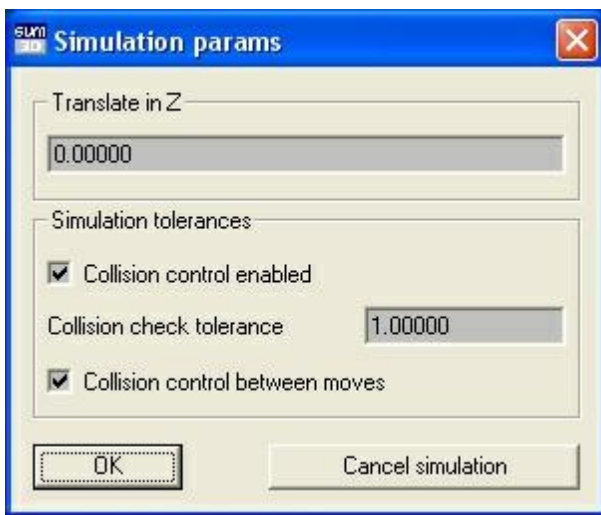 sum
3D
Simulation params
Translate in Z
0.00000
Simulation tolerances
Collision control enabled
Collision check tolerance
1.00000
Collision control between moves
OK
Cancel simulation